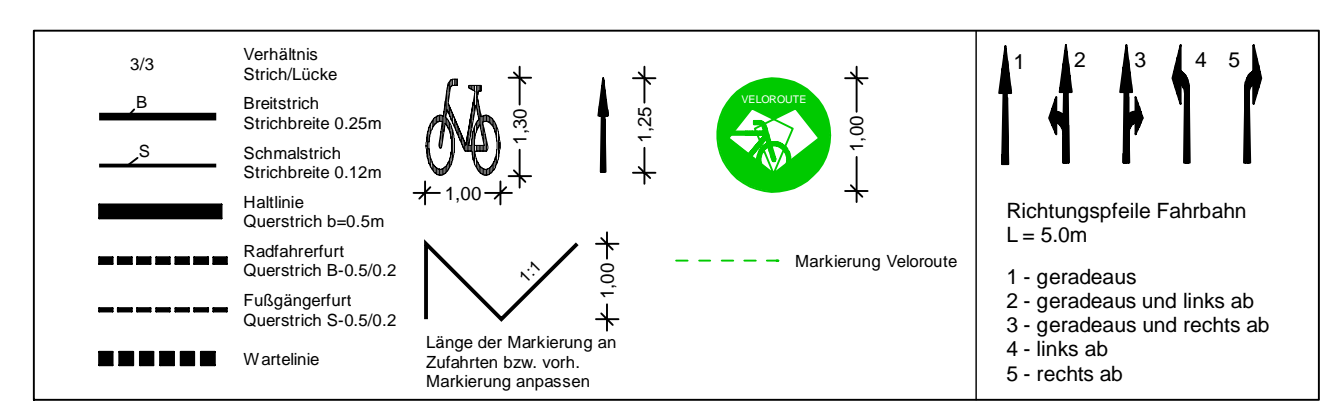 3/3
Verhältnis
Strich/Lücke
B
Breitstrich
Strichbreite 0.25m
S
Schmalstrich
Strichbreite 0.12m
Haltlinie
Querstrich b=0.5m
Radfahrerfurt
Querstrich B-0.5/0.2
Fußgängerfurt
Querstrich S-0.5/0.2
Wartelinie
1,30
1,00
1,25
VELOROUTE
1,00
1:1
1,00
Länge der Markierung an
Zufahrten bzw. vorh.
Markierung anpassen
Markierung Veloroute
1 2 3 4 5
Richtungspfeile Fahrbahn
L = 5.0m
1 - geradeaus
2 - geradeaus und links ab
3 - geradeaus und rechts ab
4 - links ab
5 - rechts ab